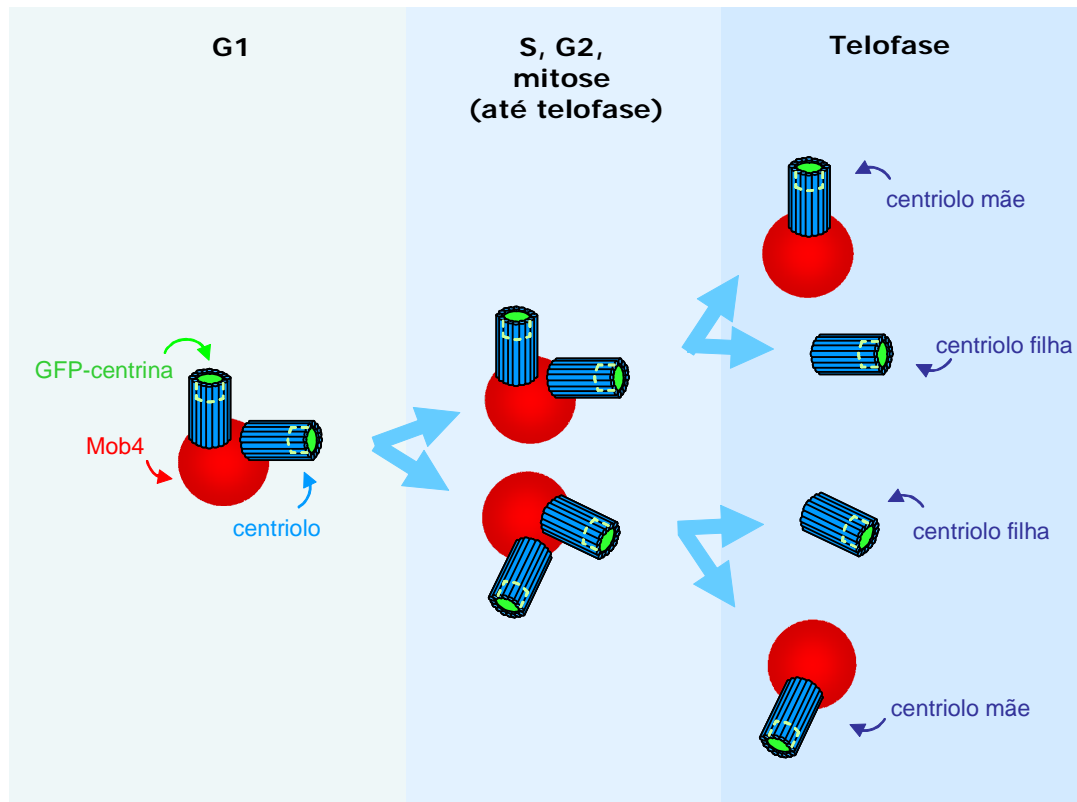 G1
S, G2,
mitose
(até telofase)
Telofase
GFP-centrina
Mob4
centriolo
centriolo mãe
centriolo filha
centriolo filha
centriolo mãe